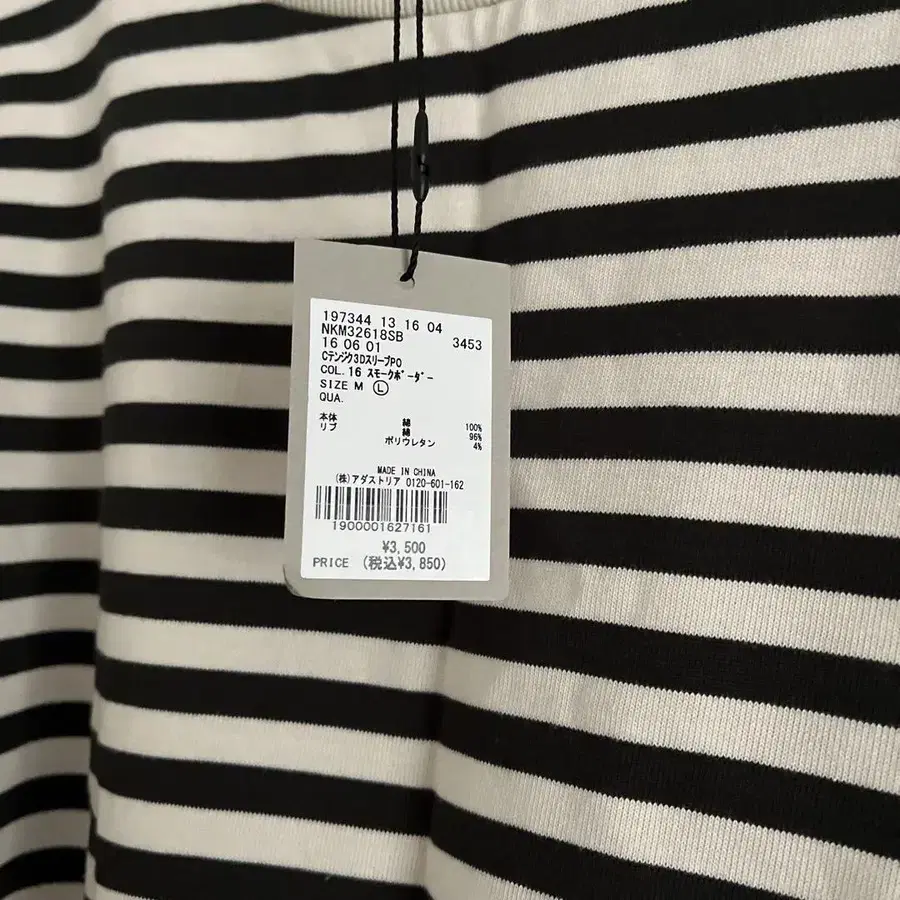 197344 13 16 04
NKM32618SB 3453
16 06 01
Cテンジク3DスリーブPO
COL.16 スモークボーダー
SIZE M Ⓛ
QUA.
本体 綿 100%
リブ 綿 96%
ポリウレタン 4%
MADE IN CHINA
(株)アダストリア 0120-601-162
1900001627161
¥3,500
PRICE (税込¥3,850)